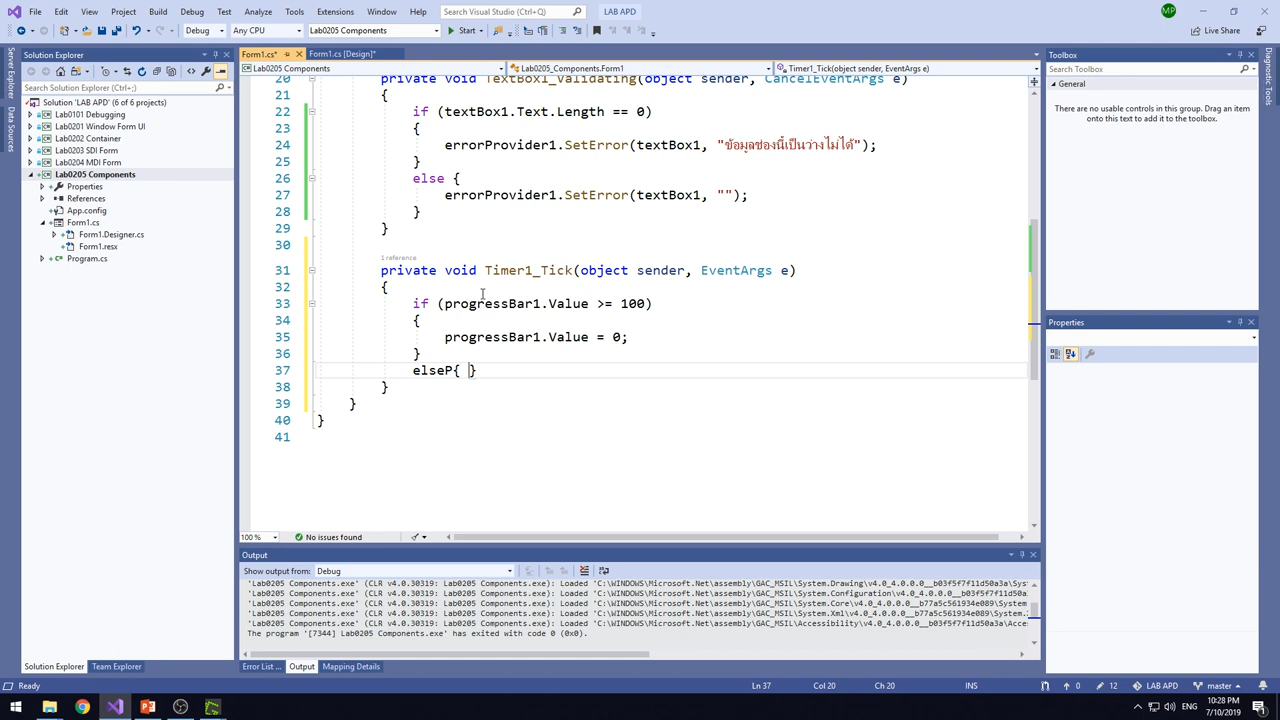 File Edit View Project Build Debug Team Tools Test Analyze Extensions Window Help Search Visual Studio (Ctrl+Q) LAB APD MP
Debug Any CPU Lab0205 Components Start Live Share
Server Explorer
Data Sources
Solution Explorer
Search Solution Explorer (Ctrl+;)
Solution 'LAB APD' (6 of 6 projects)
Lab0101 Debugging
Lab0201 Window Form UI
Lab0202 Container
Lab0203 SDI Form
Lab0204 MDI Form
Lab0205 Components
Properties
References
App.config
Form1.cs
Form1.Designer.cs
Form1.resx
Program.cs
Solution Explorer Team Explorer
Form1.cs* Form1.cs [Design]*
Lab0205 Components Lab0205_Components.Form1 Timer1_Tick(object sender, EventArgs e)
20 private void TextBox1_Validating(object sender, CancelEventArgs e)
21 {
22 if (textBox1.Text.Length == 0)
23 {
24 errorProvider1.SetError(textBox1, "ข้อมูลช่องนี้เป็นว่างไม่ได้");
25 }
26 else {
27 errorProvider1.SetError(textBox1, "");
28 }
29 }
30
1 reference
31 private void Timer1_Tick(object sender, EventArgs e)
32 {
33 if (progressBar1.Value >= 100)
34 {
35 progressBar1.Value = 0;
36 }
37 elseP{ }
38 }
39 }
40 }
41
100 % No issues found
Output
Show output from: Debug
'Lab0205 Components.exe' (CLR v4.0.30319: Lab0205 Components.exe): Loaded 'C:\WINDOWS\Microsoft.Net\assembly\GAC_MSIL\System.Drawing\v4.0_4.0.0.0__b03f5f7f11d50a3a\Sys
'Lab0205 Components.exe' (CLR v4.0.30319: Lab0205 Components.exe): Loaded 'C:\WINDOWS\Microsoft.Net\assembly\GAC_MSIL\System.Configuration\v4.0_4.0.0.0__b03f5f7f11d50a
'Lab0205 Components.exe' (CLR v4.0.30319: Lab0205 Components.exe): Loaded 'C:\WINDOWS\Microsoft.Net\assembly\GAC_MSIL\System.Core\v4.0_4.0.0.0__b77a5c561934e089\System
'Lab0205 Components.exe' (CLR v4.0.30319: Lab0205 Components.exe): Loaded 'C:\WINDOWS\Microsoft.Net\assembly\GAC_MSIL\System.Xml\v4.0_4.0.0.0__b77a5c561934e089\System.
'Lab0205 Components.exe' (CLR v4.0.30319: Lab0205 Components.exe): Loaded 'C:\WINDOWS\Microsoft.Net\assembly\GAC_MSIL\Accessibility\v4.0_4.0.0.0__b03f5f7f11d50a3a\Acce
The program '[7344] Lab0205 Components.exe' has exited with code 0 (0x0).
Error List ... Output Mapping Details
Toolbox
Search Toolbox
General
There are no usable controls in this group. Drag an item
onto this text to add it to the toolbox.
Properties
Diagnostic Tools
Ready Ln 37 Col 20 Ch 20 INS 0 12 LAB APD master
ENG 10:28 PM
7/10/2019
1